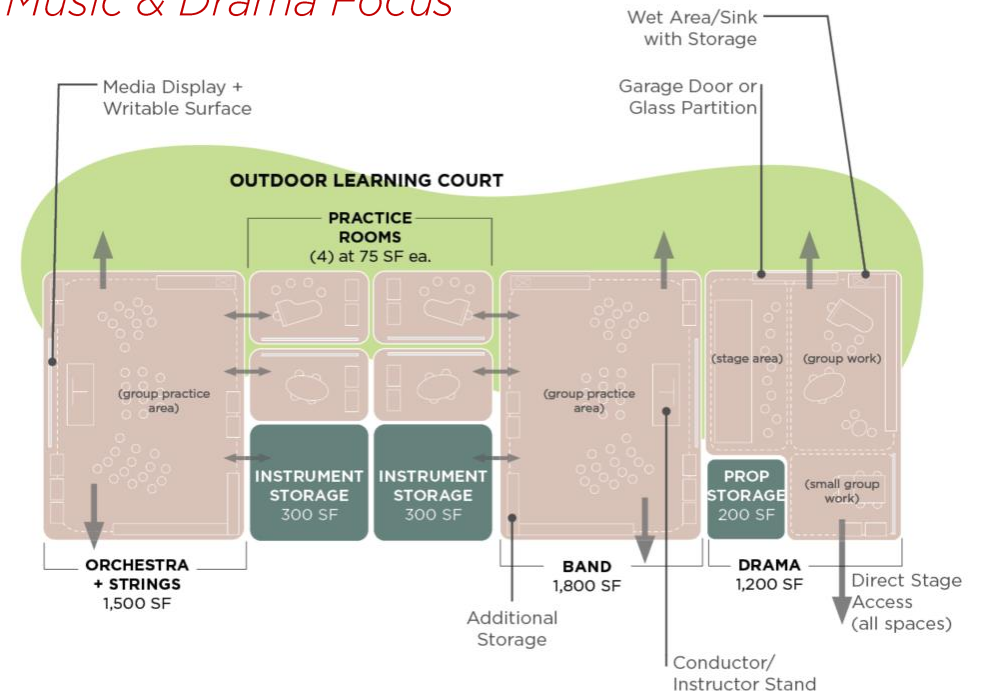 Music & Drama Focus
Wet Area/Sink
with Storage
Media Display +
Writable Surface
Garage Door or
Glass Partition
OUTDOOR LEARNING COURT
PRACTICE
ROOMS
(4) at 75 SF ea.
(group practice
area)
(group practice
area)
(stage area)
(group work)
INSTRUMENT
STORAGE
300 SF
INSTRUMENT
STORAGE
300 SF
PROP
STORAGE
200 SF
(small group
work)
ORCHESTRA
+ STRINGS
1,500 SF
BAND
1,800 SF
DRAMA
1,200 SF
Direct Stage
Access
(all spaces)
Additional
Storage
Conductor/
Instructor Stand